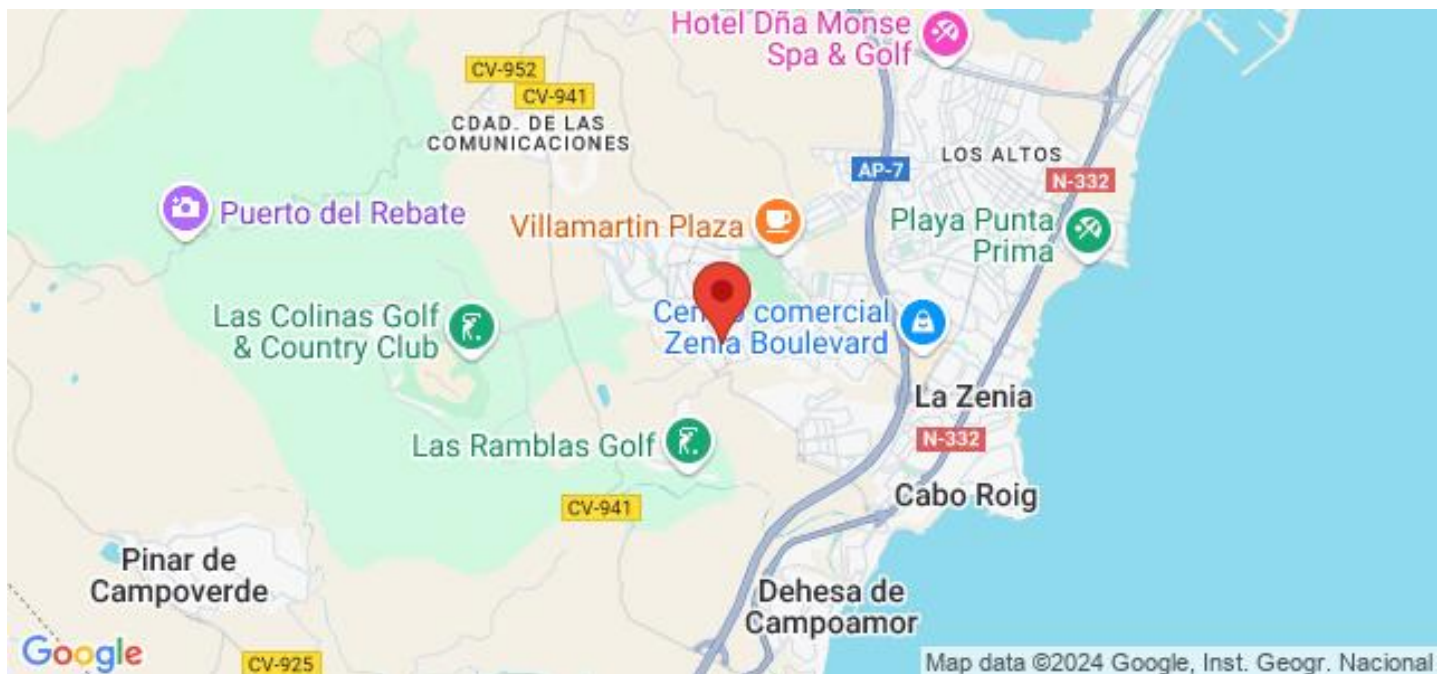 Hotel Dña Monse
Spa & Golf
CV-952
CV-941
CDAD. DE LAS
COMUNICACIONES
LOS ALTOS
AP-7
N-332
Puerto del Rebate
Villamartin Plaza
Playa Punta
Prima
Las Colinas Golf
& Country Club
comercial
Zenia Boulevard
La Zenia
N-332
Las Ramblas Golf
Cabo Roig
CV-941
Pinar de
Campoverde
Dehesa de
Campoamor
Google
CV-925
Map data ©2024 Google, Inst. Geogr. Nacional